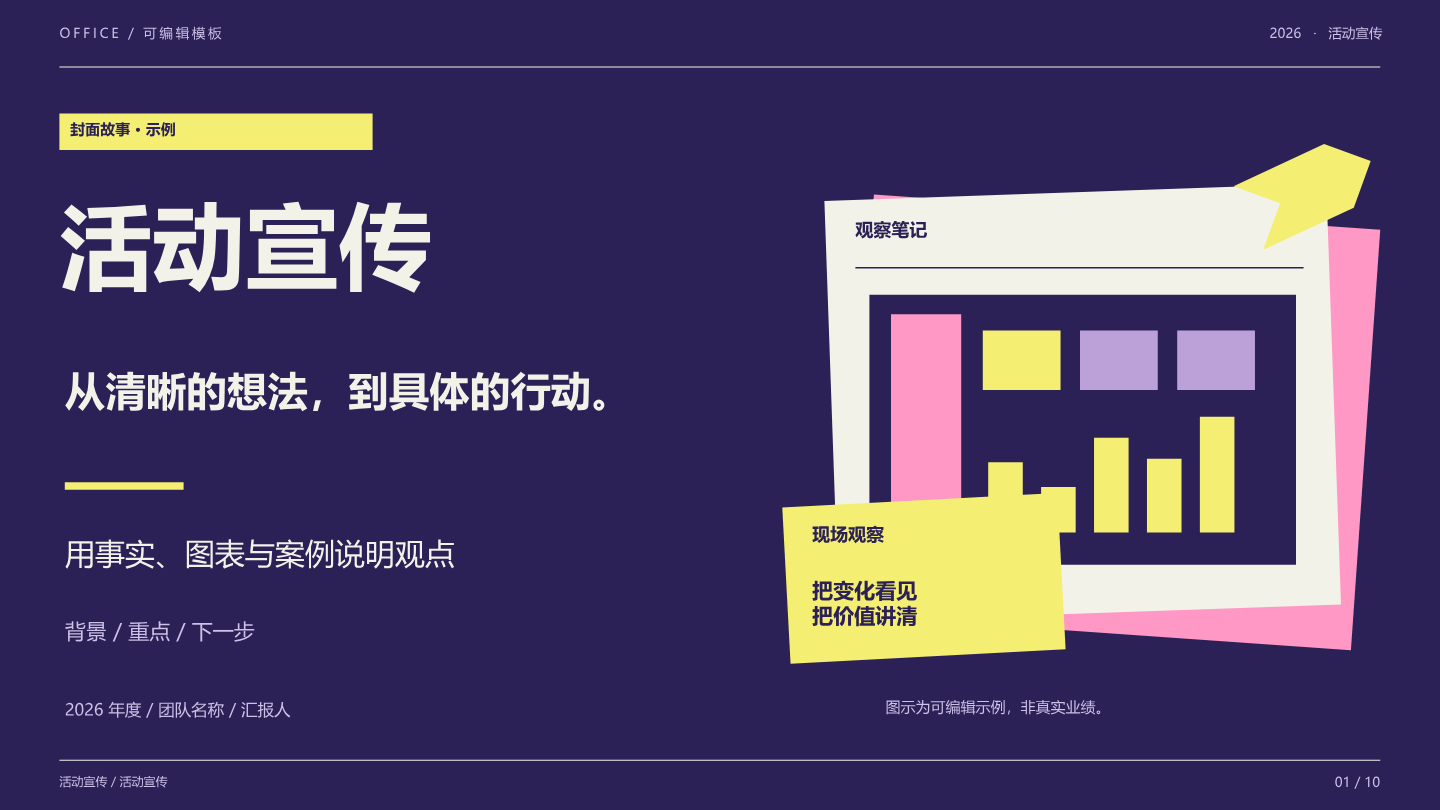 OFFICE / 可编辑模板
2026 · 活动宣传
封面故事・示例
活动宣传
从清晰的想法，到具体的行动。
用事实、图表与案例说明观点
背景 / 重点 / 下一步
2026 年度 / 团队名称 / 汇报人
观察笔记
现场观察
把变化看见
把价值讲清
图示为可编辑示例，非真实业绩。
活动宣传 / 活动宣传
01 / 10